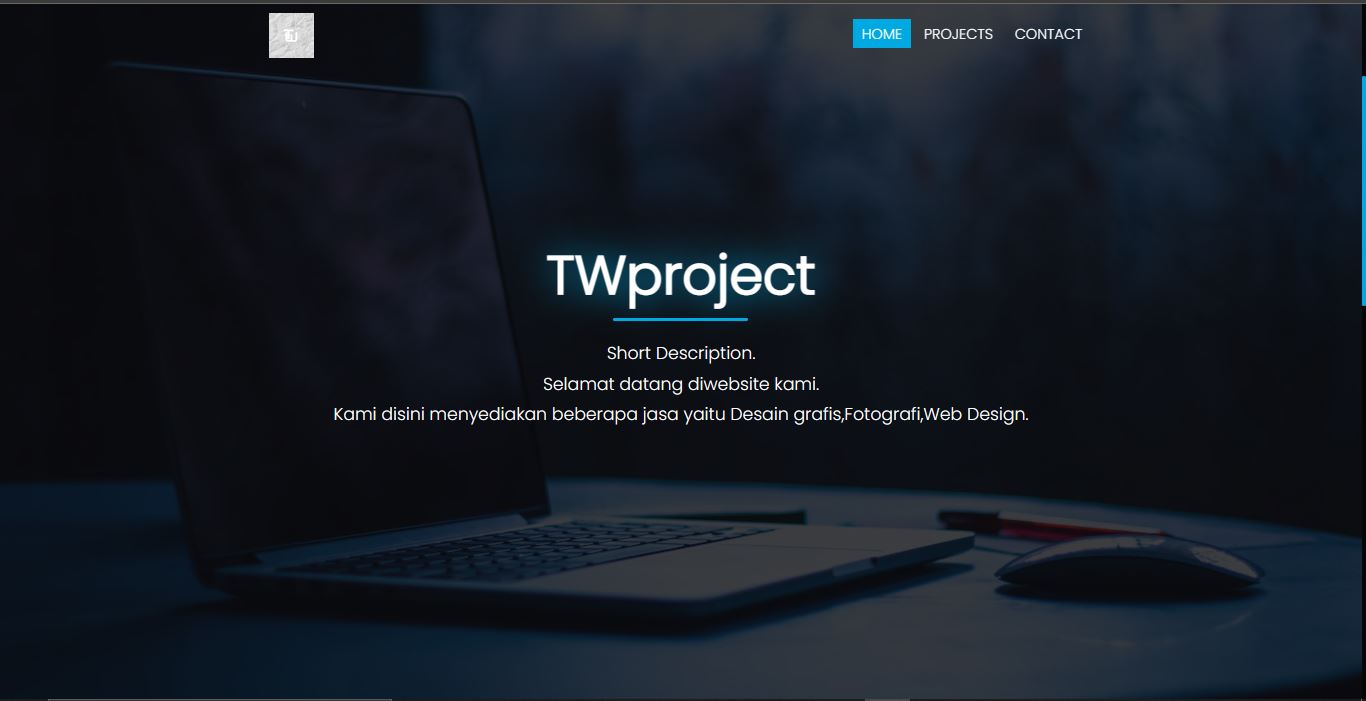 HOME PROJECTS CONTACT
TWproject
Short Description.
Selamat datang diwebsite kami.
Kami disini menyediakan beberapa jasa yaitu Desain grafis,Fotografi,Web Design.